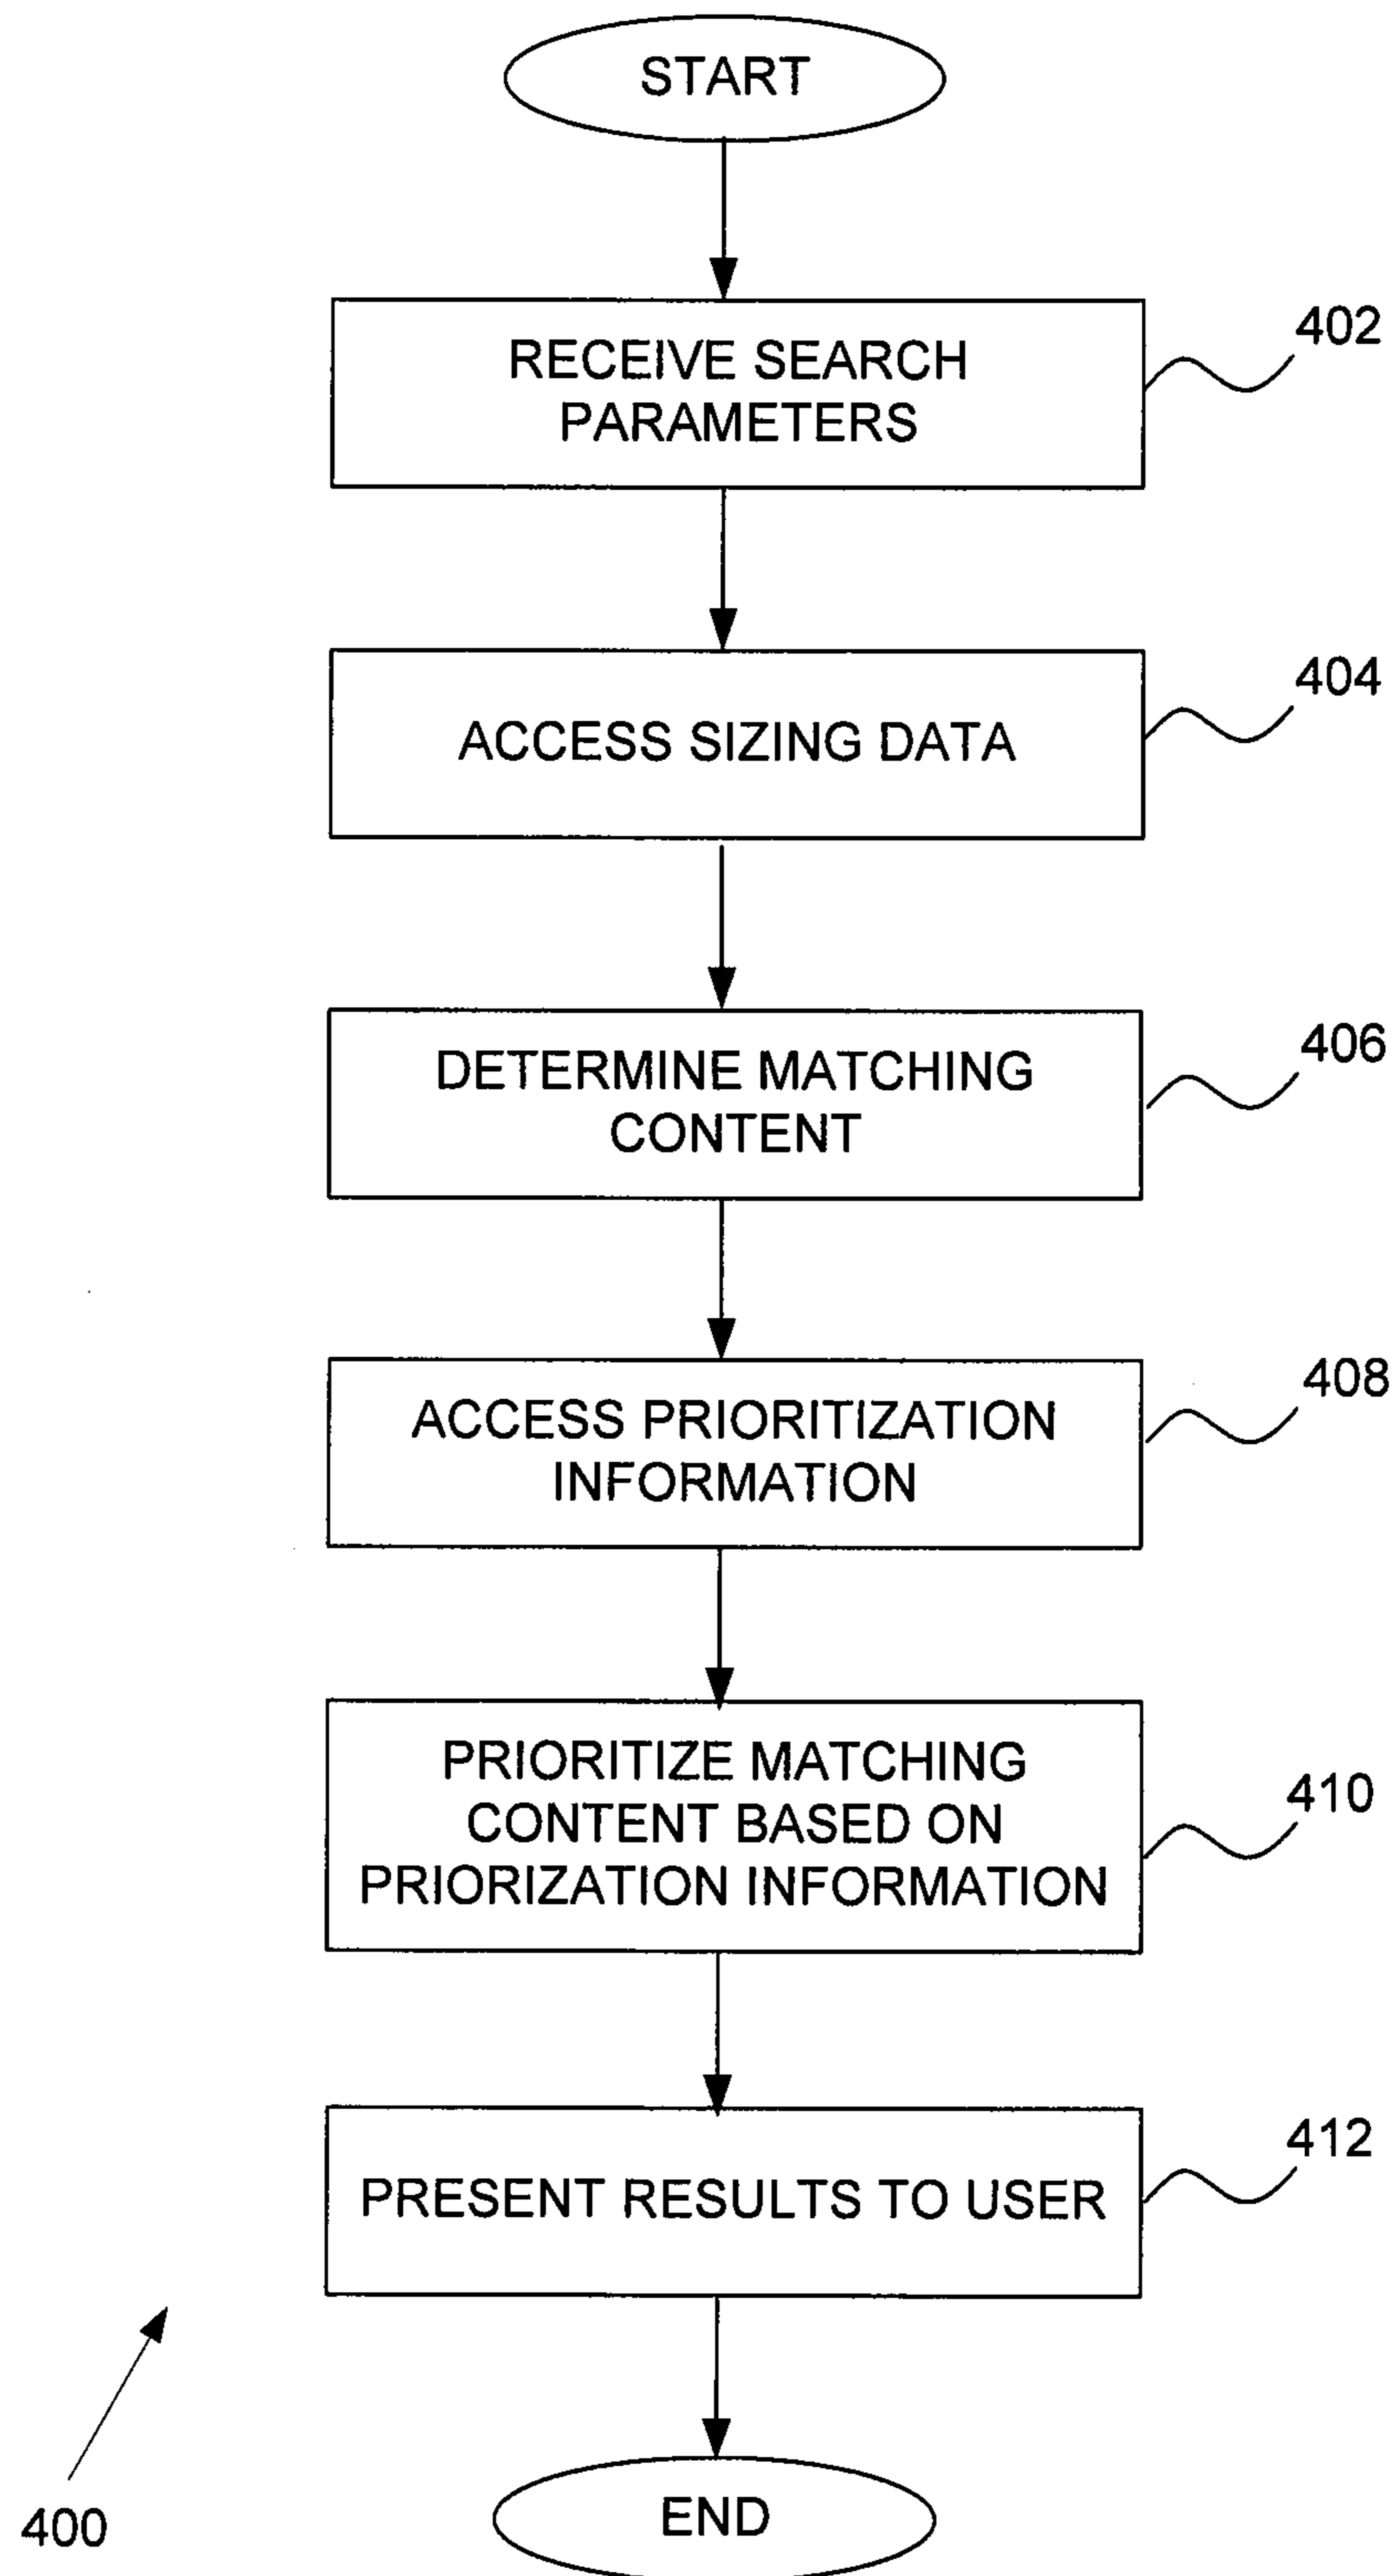 START
RECEIVE SEARCH
PARAMETERS
402
ACCESS SIZING DATA
404
DETERMINE MATCHING
CONTENT
406
ACCESS PRIORITIZATION
INFORMATION
408
PRIORITIZE MATCHING
CONTENT BASED ON
PRIORIZATION INFORMATION
410
PRESENT RESULTS TO USER
412
END
400